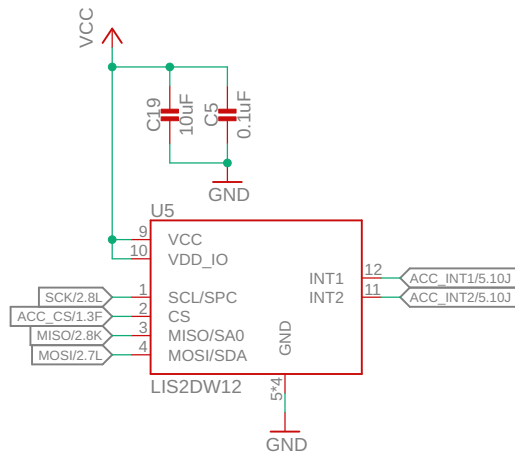 VCC
C19
10uF
C5
0.1uF
GND
U5
9
VCC
10
VDD_IO
INT1
12
ACC_INT1/5.10J
SCK/2.8L
1
SCL/SPC
INT2
11
ACC_INT2/5.10J
ACC_CS/1.3F
2
CS
MISO/2.8K
3
MISO/SA0
GND
MOSI/2.7L
4
MOSI/SDA
LIS2DW12
5*4
GND